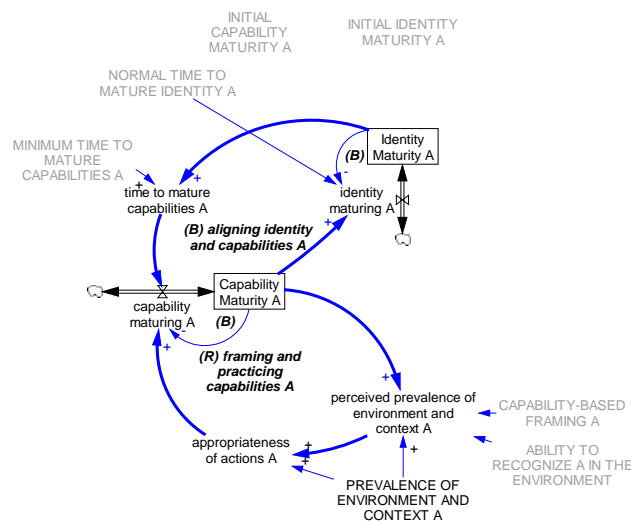 INITIAL
CAPABILITY
MATURITY A
INITIAL IDENTITY
MATURITY A
NORMAL TIME TO
MATURE IDENTITY A
MINIMUM TIME TO
MATURE
CAPABILITIES A
Identity
Maturity A
(B)
-
+
+
time to mature
capabilities A
identity
maturing A
(B) aligning identity
and capabilities A
+
Capability
Maturity A
capability
maturing A
(B)
-
+
(R) framing and
practicing
capabilities A
+
perceived prevalence of
environment and
context A
CAPABILITY-BASED
FRAMING A
appropriateness
of actions A
+
+
+
ABILITY TO
RECOGNIZE A IN THE
ENVIRONMENT
PREVALENCE OF
ENVIRONMENT AND
CONTEXT A